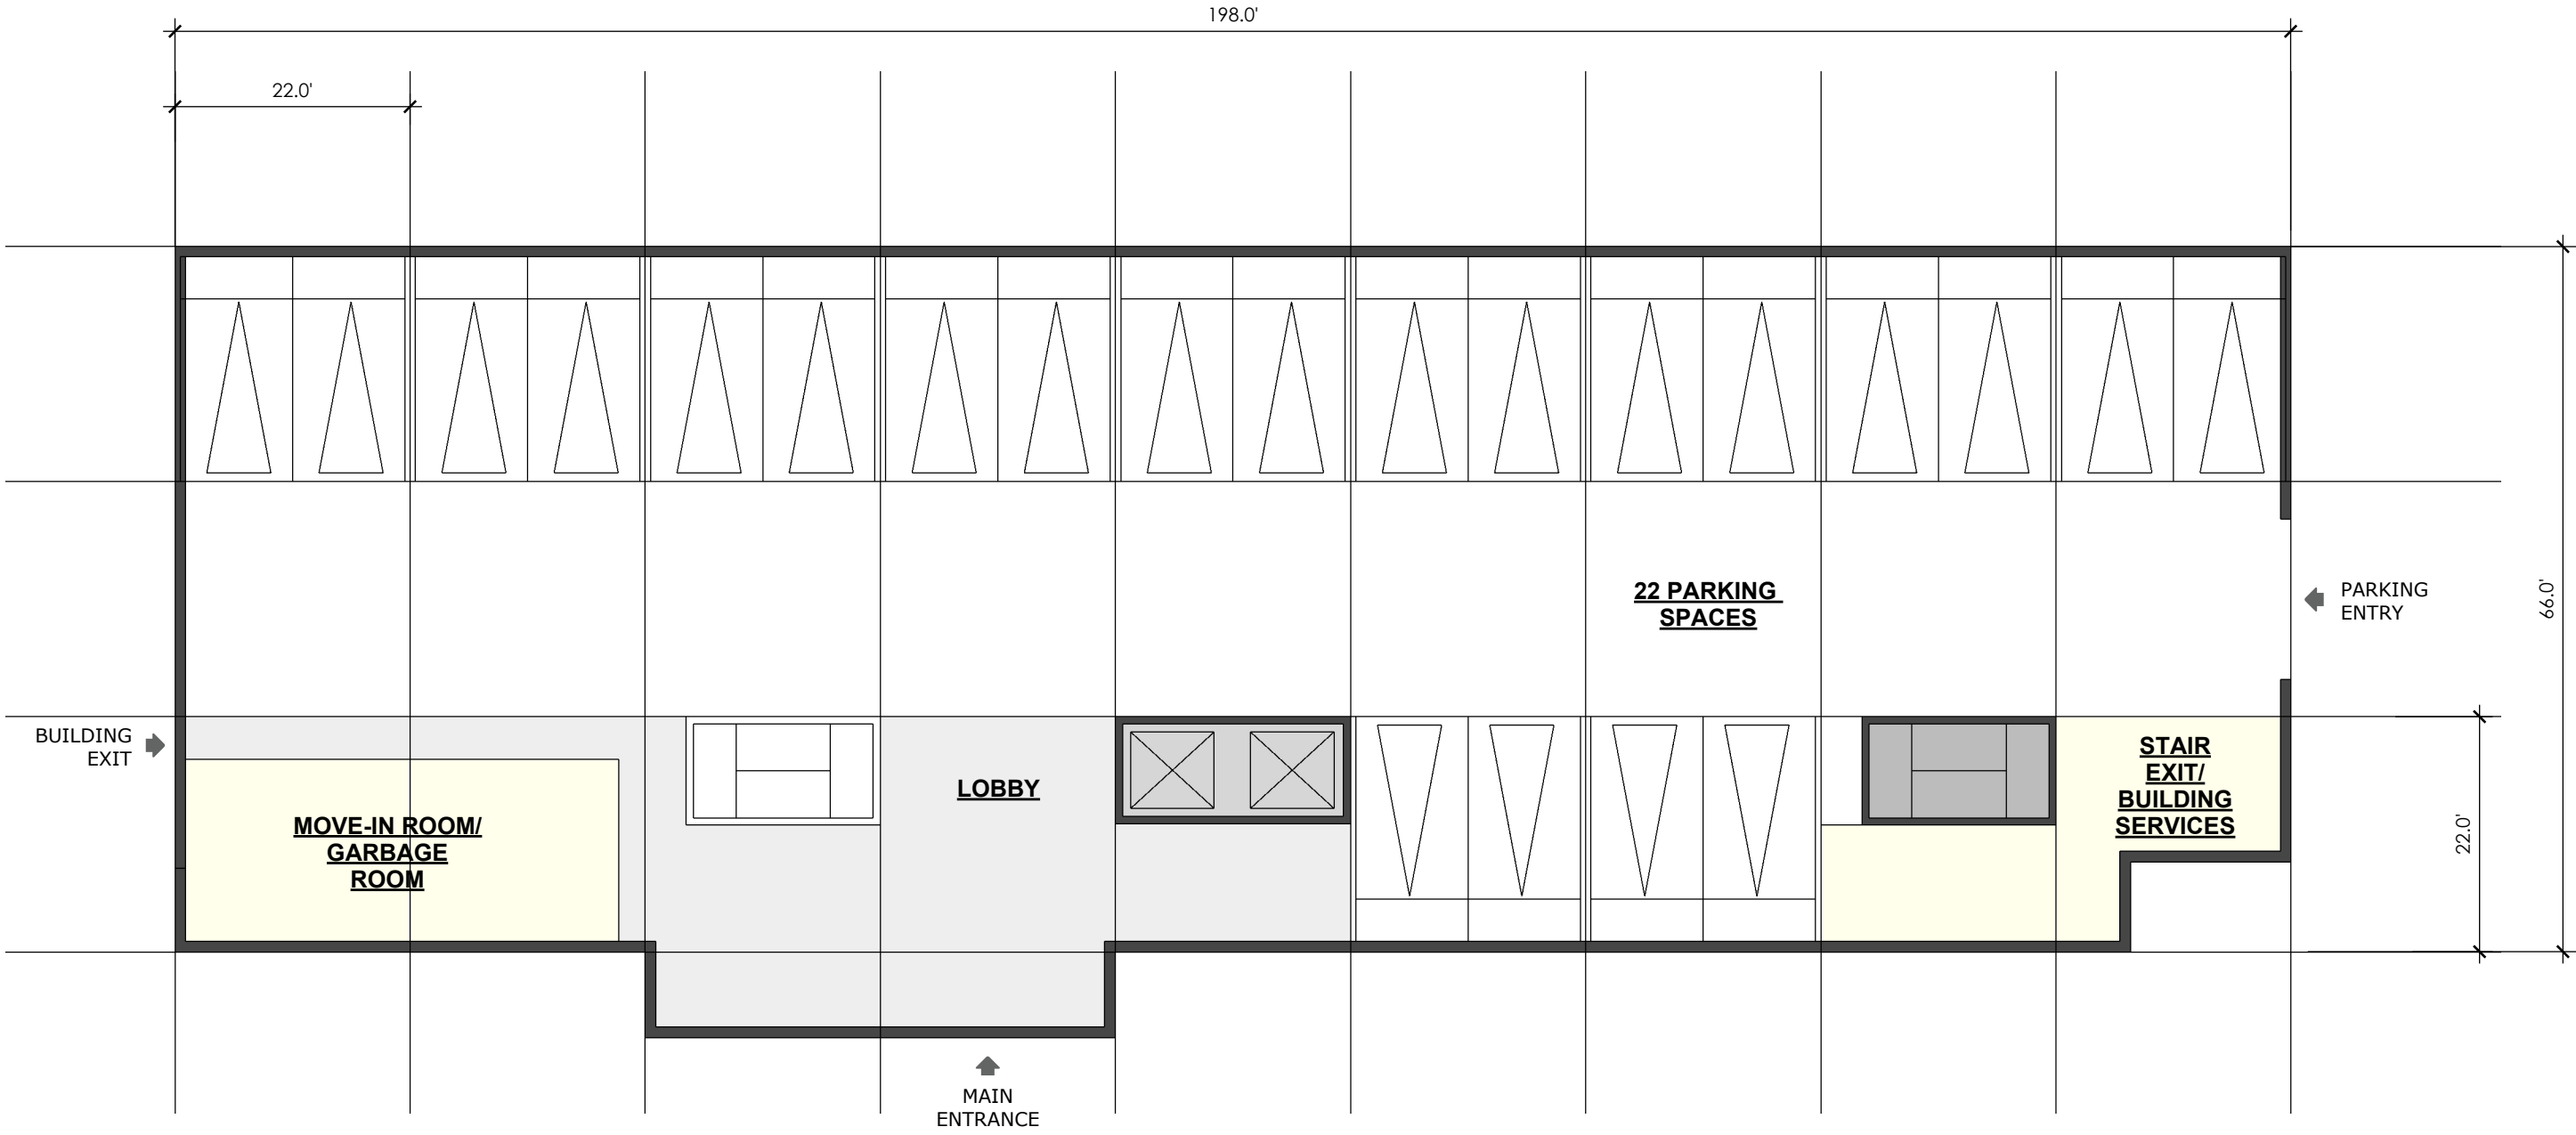 198.0'
22.0'
22 PARKING
SPACES
PARKING
ENTRY
66.0'
BUILDING
EXIT
STAIR
EXIT/
BUILDING
SERVICES
LOBBY
MOVE-IN ROOM/
GARBAGE
ROOM
22.0'
MAIN
ENTRANCE